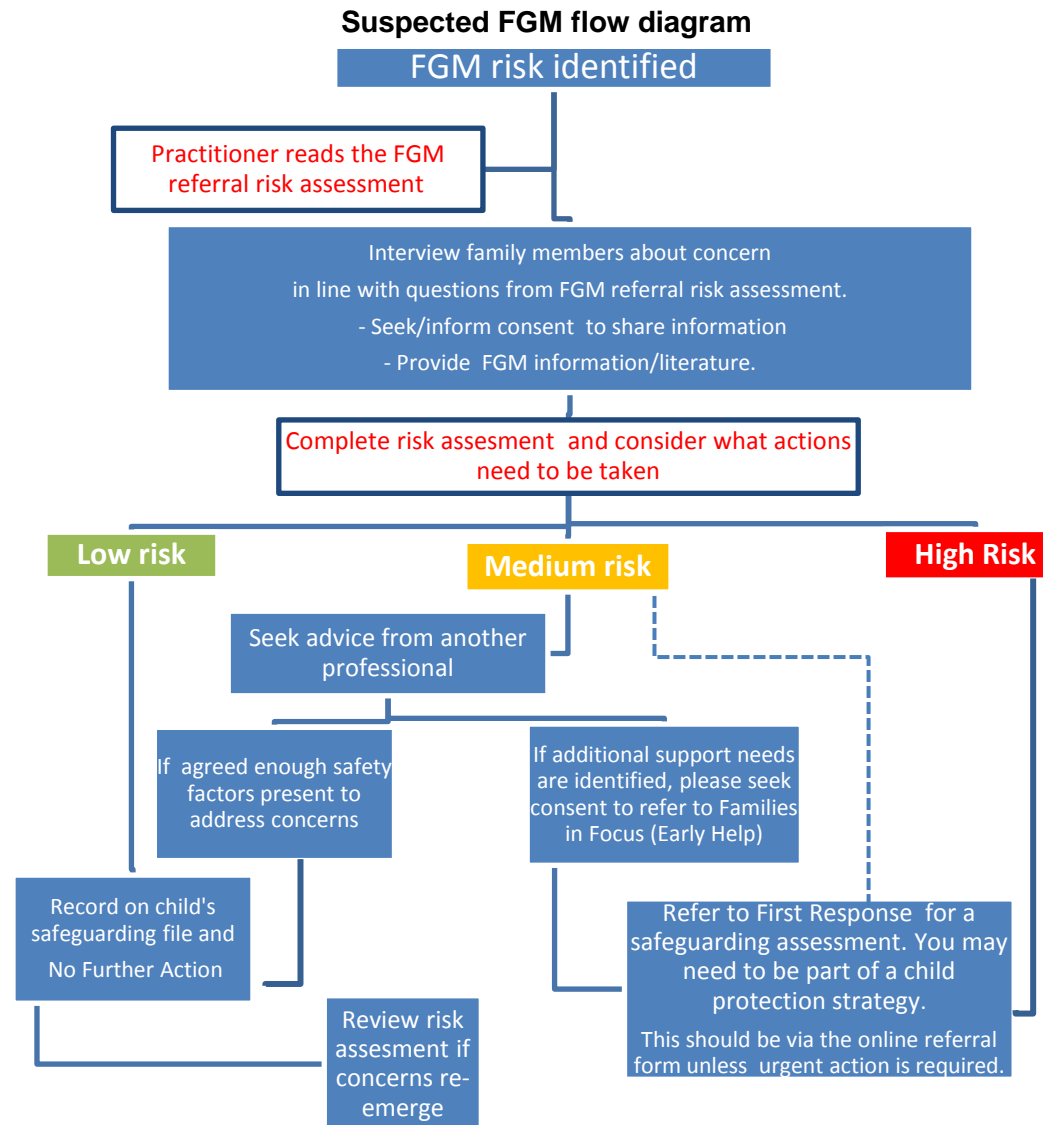 Suspected FGM flow diagram
FGM risk identified
Practitioner reads the FGM
referral risk assessment
Interview family members about concern
in line with questions from FGM referral risk assessment.
- Seek/inform consent to share information
- Provide FGM information/literature.
Complete risk assesment and consider what actions
need to be taken
Low risk
Medium risk
High Risk
Seek advice from another
professional
If agreed enough safety
factors present to
address concerns
If additional support needs
are identified, please seek
consent to refer to Families
in Focus (Early Help)
Record on child's
safeguarding file and
No Further Action
Refer to First Response for a
safeguarding assessment. You may
need to be part of a child
protection strategy.
This should be via the online referral
form unless urgent action is required.
Review risk
assesment if
concerns re-
emerge